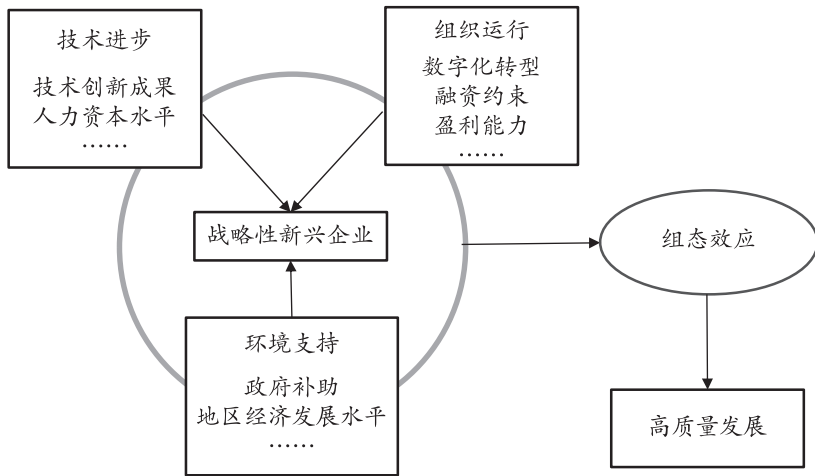 技术进步
技术创新成果
人力资本水平
……
组织运行
数字化转型
融资约束
盈利能力
……
战略性新兴企业
组态效应
环境支持
政府补助
地区经济发展水平
……
高质量发展